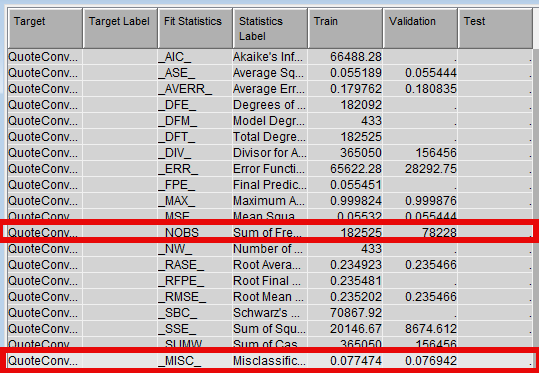 Target Target Label Fit Statistics Statistics Label Train Validation Test
QuoteConv... _AIC_ Akaike's Inf... 66488.28 . .
QuoteConv... _ASE_ Average Sq... 0.055189 0.055444 .
QuoteConv... _AVERR_ Average Err... 0.179762 0.180835 .
QuoteConv... _DFE_ Degrees of ... 182092 . .
QuoteConv... _DFM_ Model Degr... 433 . .
QuoteConv... _DFT_ Total Degre... 182525 . .
QuoteConv... _DIV_ Divisor for A... 365050 156456 .
QuoteConv... _ERR_ Error Functi... 65622.28 28292.75 .
QuoteConv... _FPE_ Final Predic... 0.055451 . .
QuoteConv... _MAX_ Maximum A... 0.999824 0.999876 .
QuoteConv... _MSE_ Mean Squa... 0.05532 0.055444 .
QuoteConv... _NOBS_ Sum of Fre... 182525 78228 .
QuoteConv... _NW_ Number of ... 433 . .
QuoteConv... _RASE_ Root Avera... 0.234923 0.235466 .
QuoteConv... _RFPE_ Root Final ... 0.235481 . .
QuoteConv... _RMSE_ Root Mean ... 0.235202 0.235466 .
QuoteConv... _SBC_ Schwarz's ... 70867.92 . .
QuoteConv... _SSE_ Sum of Squ... 20146.67 8674.612 .
QuoteConv... _SUMW_ Sum of Cas... 365050 156456 .
QuoteConv... _MISC_ Misclassific... 0.077474 0.076942 .